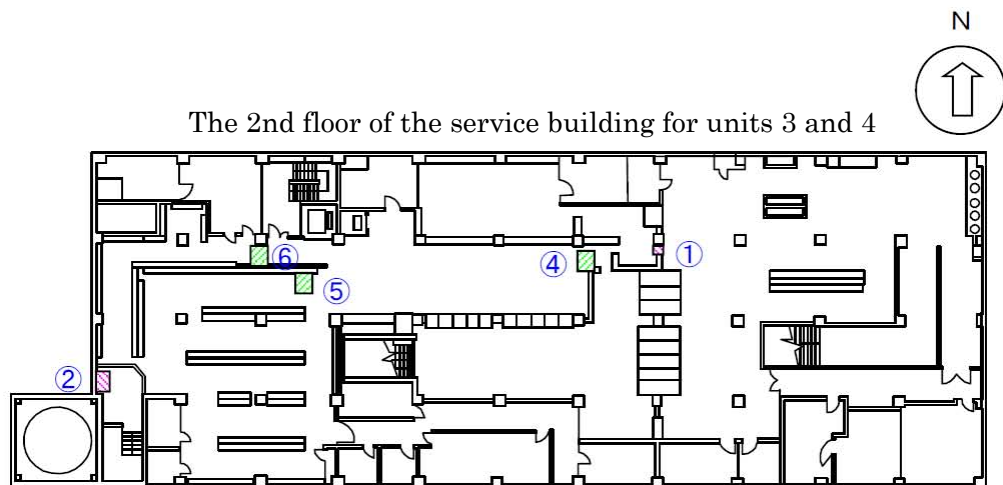 N
The 2nd floor of the service building for units 3 and 4
⑥
④
①
⑤
②